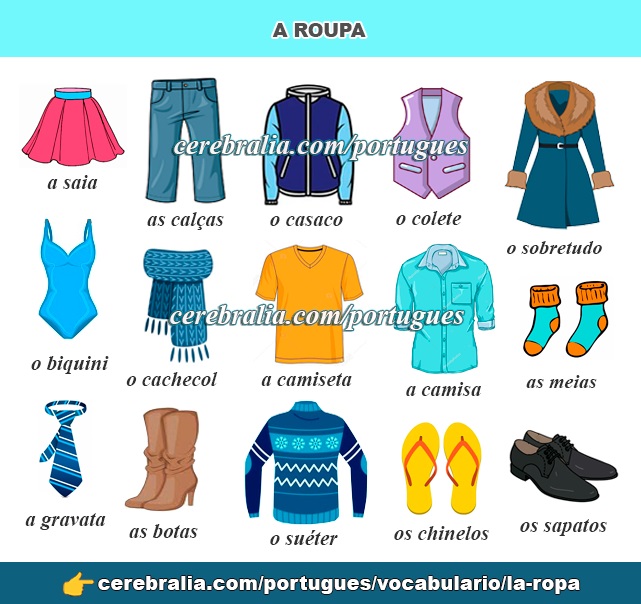 A ROUPA
cerebralia.com/portugues
a saia
as calças
o casaco
o colete
o sobretudo
cerebralia.com/portugues
o biquini
o cachecol
a camiseta
a camisa
as meias
a gravata
as botas
o suéter
os chinelos
os sapatos
cerebralia.com/portugues/vocabulario/la-ropa